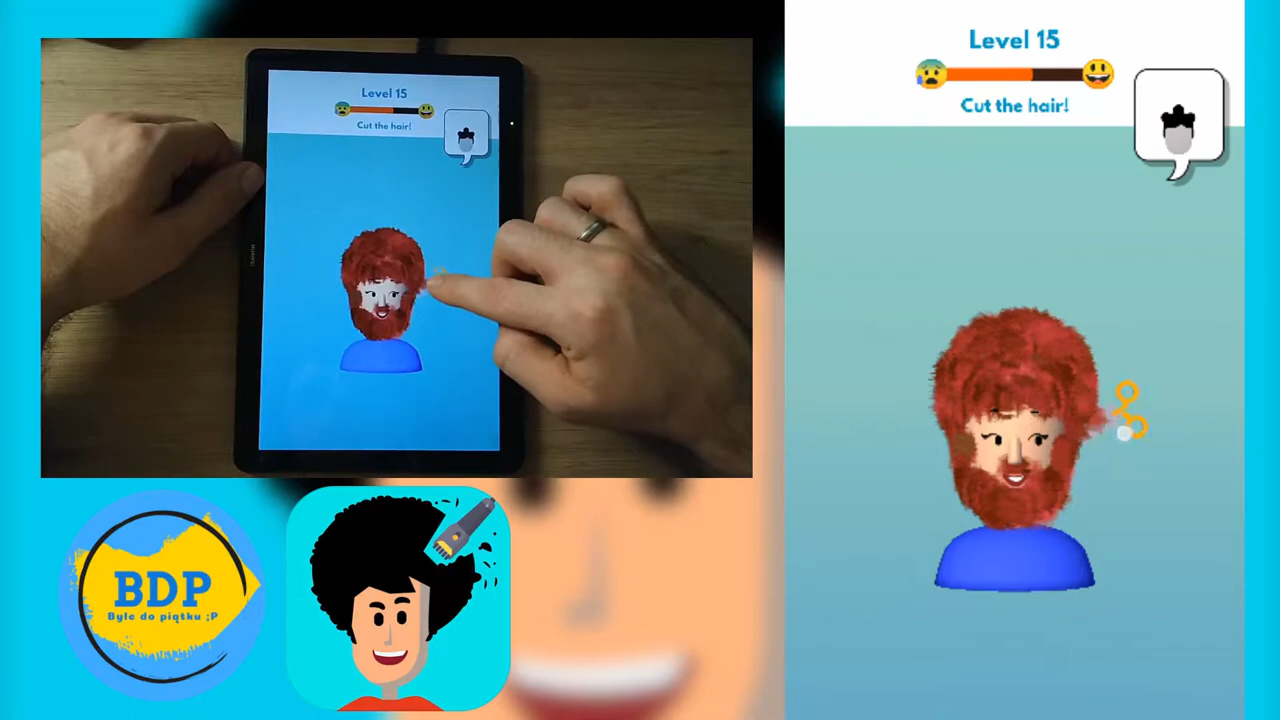 Level 15
Cut the hair!
Level 15
Cut the hair!
BDP
Byle do piątku ;P